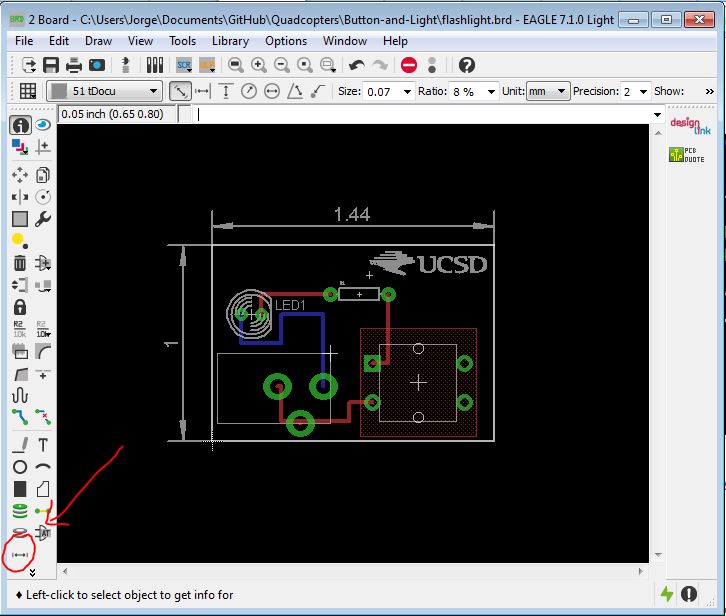 2 Board - C:\Users\Jorge\Documents\GitHub\Quadcopters\Button-and-Light\flashlight.brd - EAGLE 7.1.0 Light
File Edit Draw View Tools Library Options Window Help
SCR
51 tDocu
Size: 0.07
Ratio: 8 %
Unit: mm
Precision: 2
Show:
0.05 inch (0.65 0.80)
design
link
PCB
QUOTE
1.44
UCSD
LED1
1
R2
10k
R2
10k
T
Left-click to select object to get info for